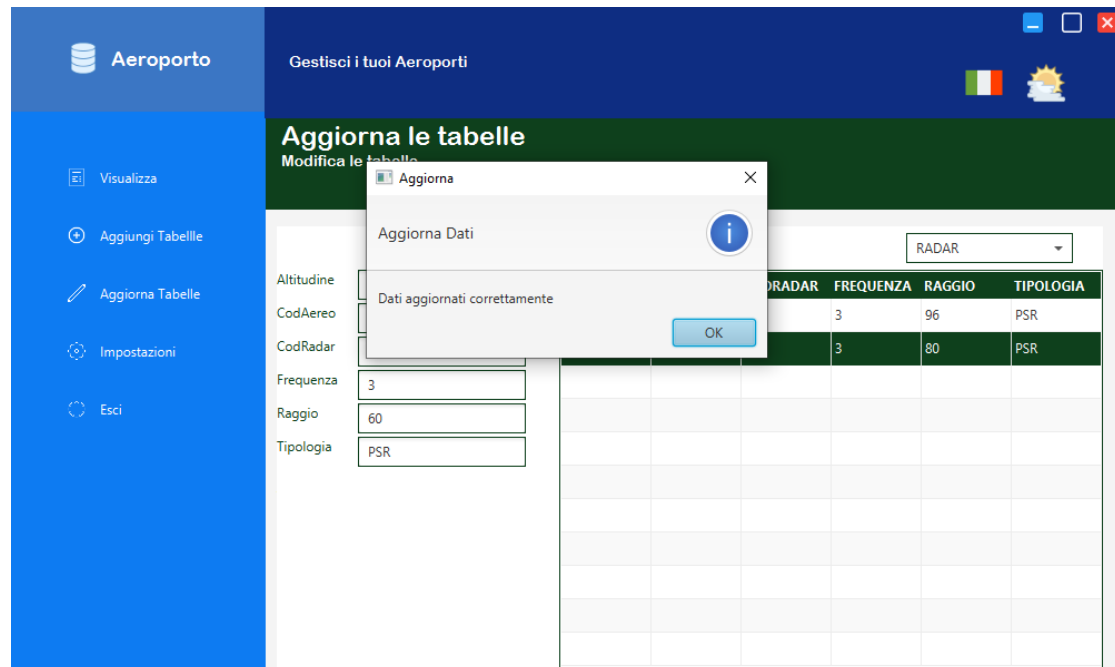 Aeroporto
Gestisci i tuoi Aeroporti
Aggiorna le tabelle
Modifica le tabelle
Visualizza
Aggiungi Tabellle
Aggiorna Tabelle
Impostazioni
Esci
Aggiorna
Aggiorna Dati
Dati aggiornati correttamente
OK
RADAR
Altitudine
CodAereo
CodRadar
Frequenza 3
Raggio 60
Tipologia PSR
FREQUENZA RAGGIO TIPOLOGIA
3 96 PSR
3 80 PSR